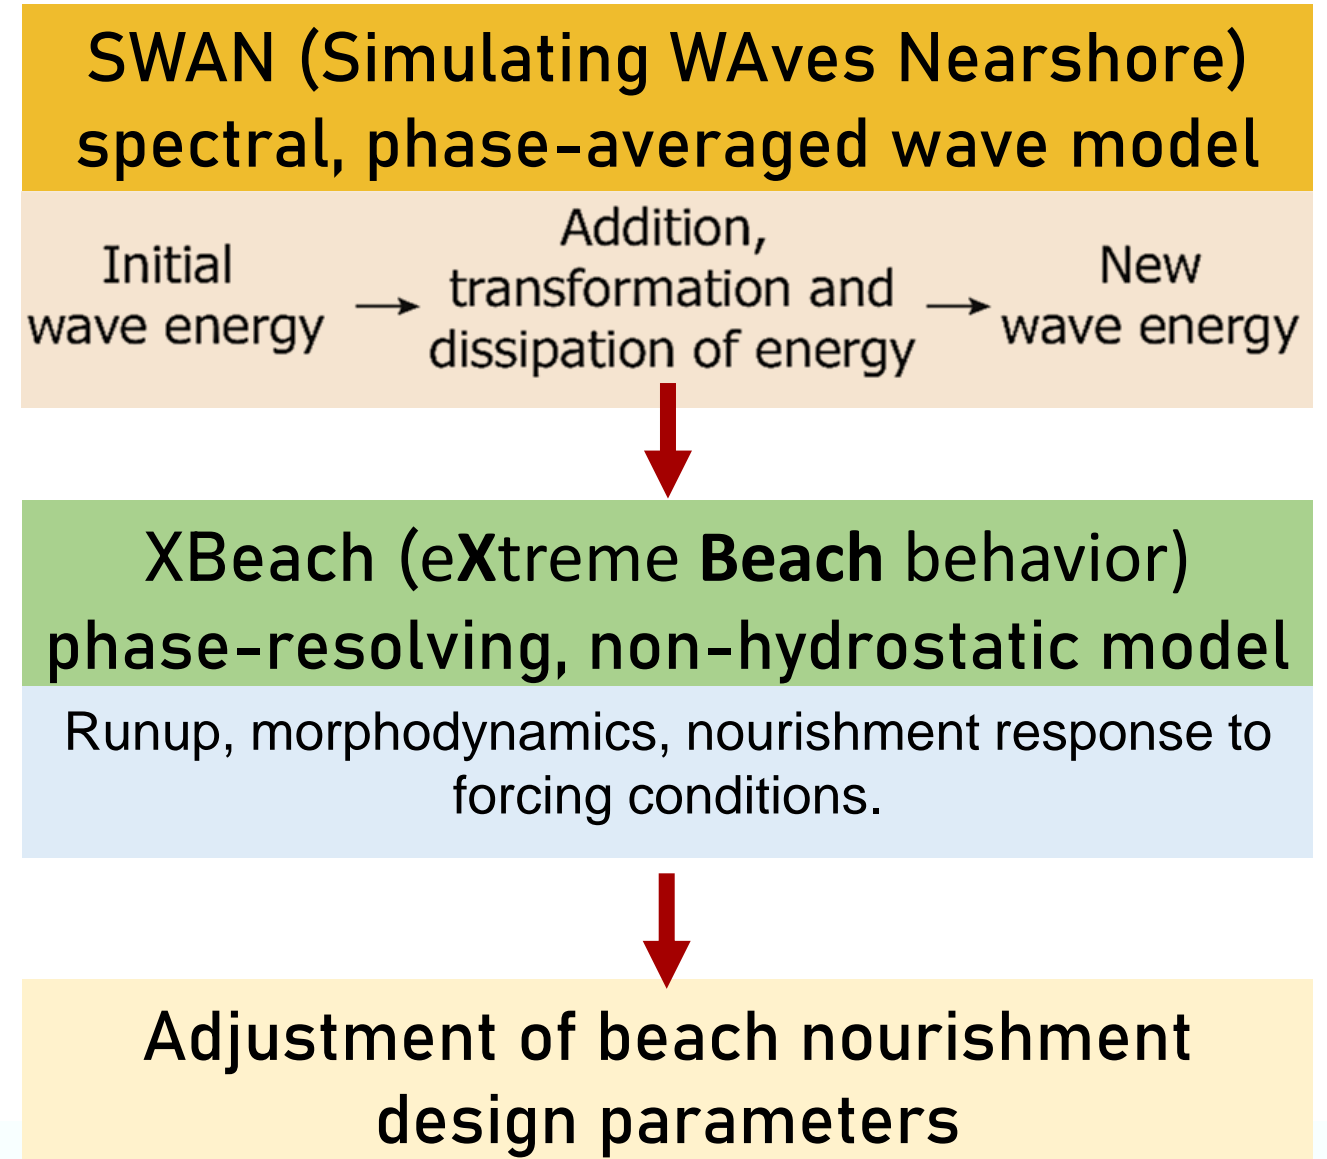 SWAN (Simulating WAves Nearshore)
spectral, phase-averaged wave model
Initial
wave energy
→
Addition,
transformation and
dissipation of energy
→
New
wave energy
XBeach (eXtreme Beach behavior)
phase-resolving, non-hydrostatic model
Runup, morphodynamics, nourishment response to
forcing conditions.
Adjustment of beach nourishment
design parameters